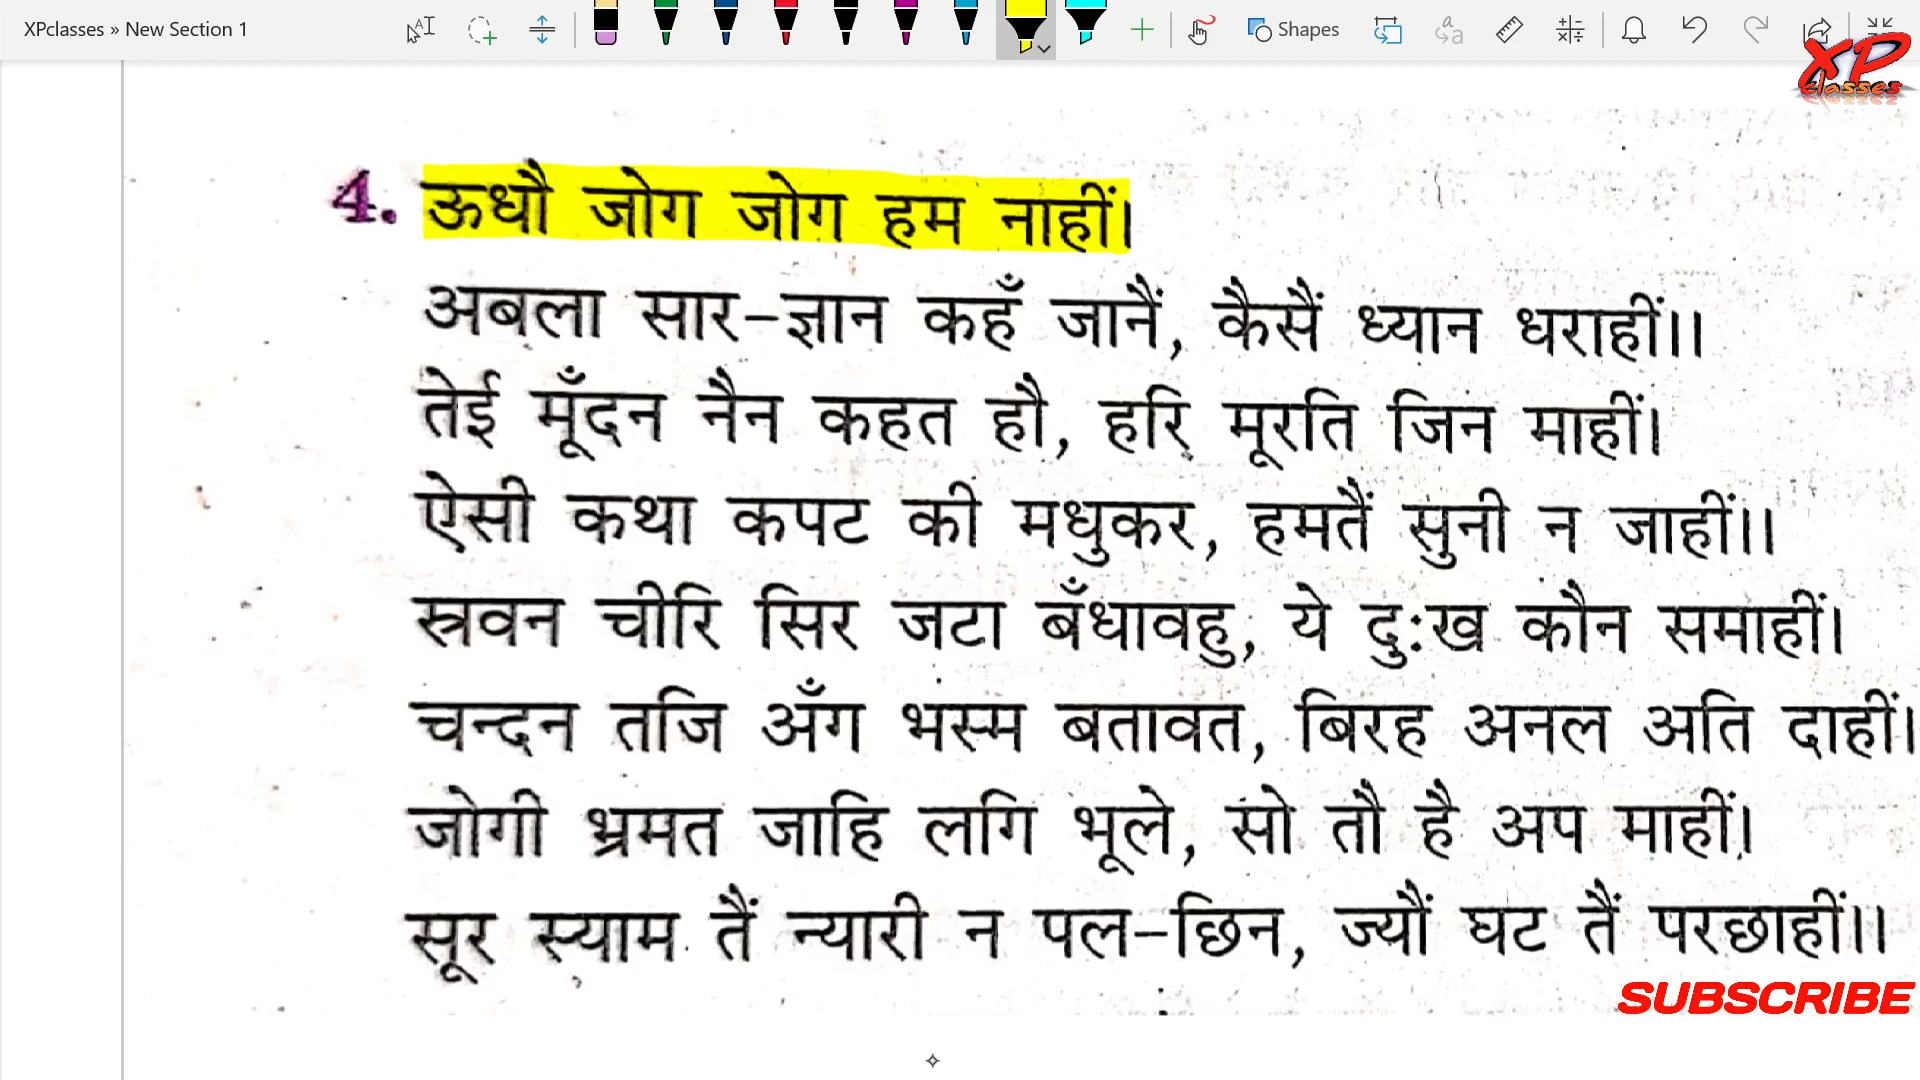 XPclasses » New Section 1
Shapes
XP
classes
4. ऊधौ जोग जोग हम नाहीं।
अबला सार-ज्ञान कहँ जानैं, कैसैं ध्यान धराहीं।।
तेई मूँदन नैन कहत हौ, हरि मूरति जिन माहीं।
ऐसी कथा कपट की मधुकर, हमतैं सुनी न जाहीं।।
स्रवन चीरि सिर जटा बँधावहु, ये दुःख कौन समाहीं।
चन्दन तजि अँग भस्म बतावत, बिरह अनल अति दाहीं।
जोगी भ्रमत जाहि लगि भूले, सो तौ है अप माहीं।
सूर स्याम तैं न्यारी न पल-छिन, ज्यौं घट तैं परछाहीं।।
SUBSCRIBE